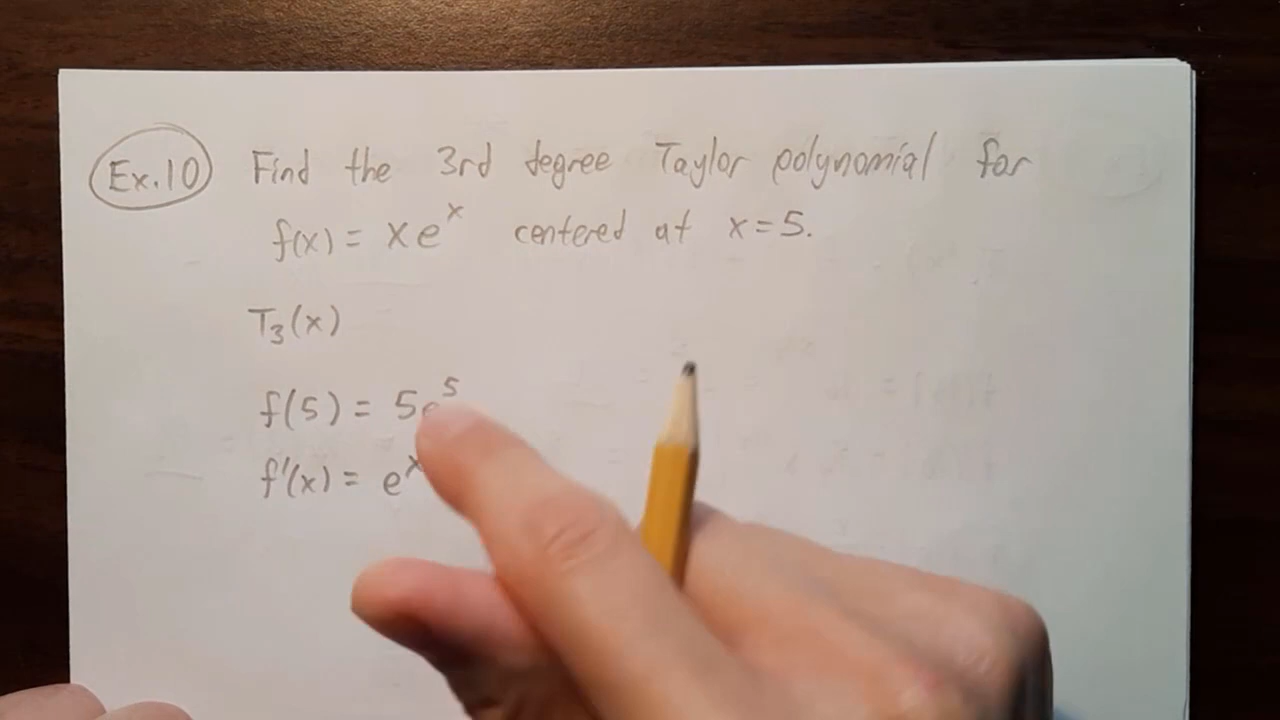 Ex.10 Find the 3rd degree Taylor polynomial for
f(x) = xe^x centered at x=5.
T₃(x)
f(5) = 5e^5
f'(x) = e^x